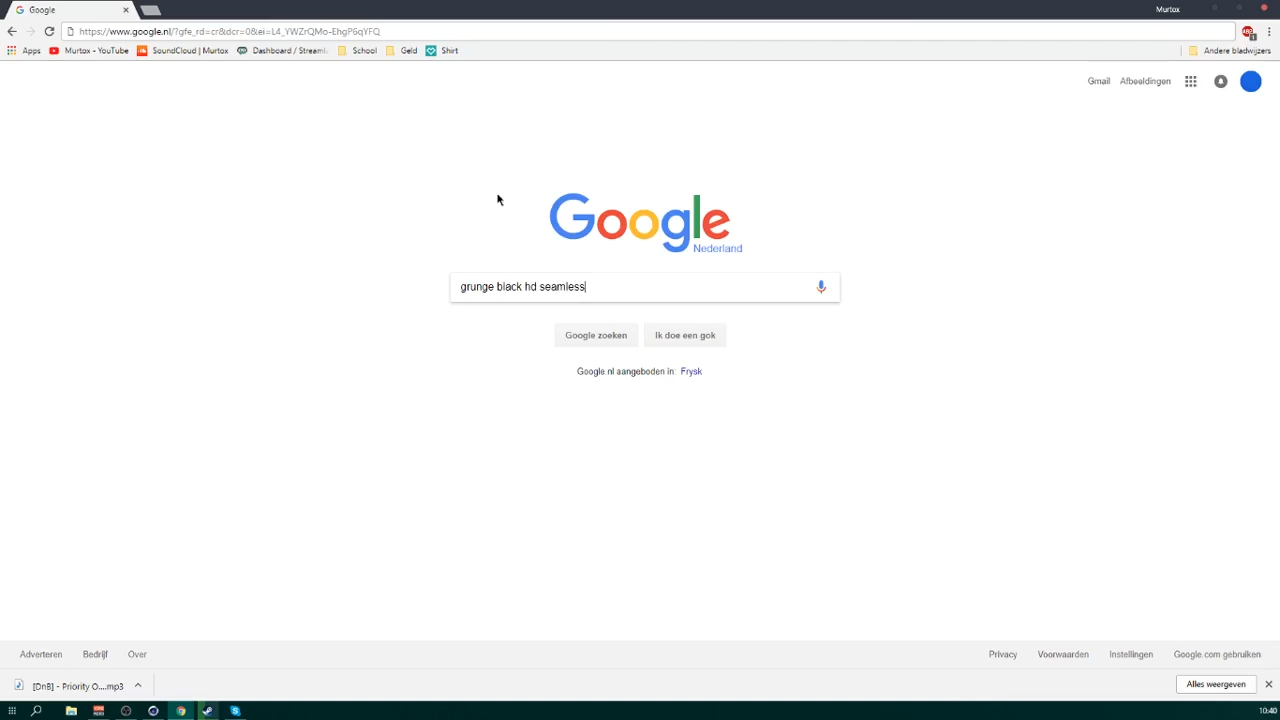 Google
Murtox
https://www.google.nl/?gfe_rd=cr&dcr=0&ei=L4_YWZrQMo-EhgP6qYFQ
Apps Murtox - YouTube SoundCloud | Murtox Dashboard / Streaml School Geld Shirt Andere bladwijzers
Gmail Afbeeldingen
Google
Nederland
grunge black hd seamless
Google zoeken Ik doe een gok
Google.nl aangeboden in: Frysk
Adverteren Bedrijf Over Privacy Voorwaarden Instellingen Google.com gebruiken
[DnB] - Priority O....mp3 Alles weergeven
10:40